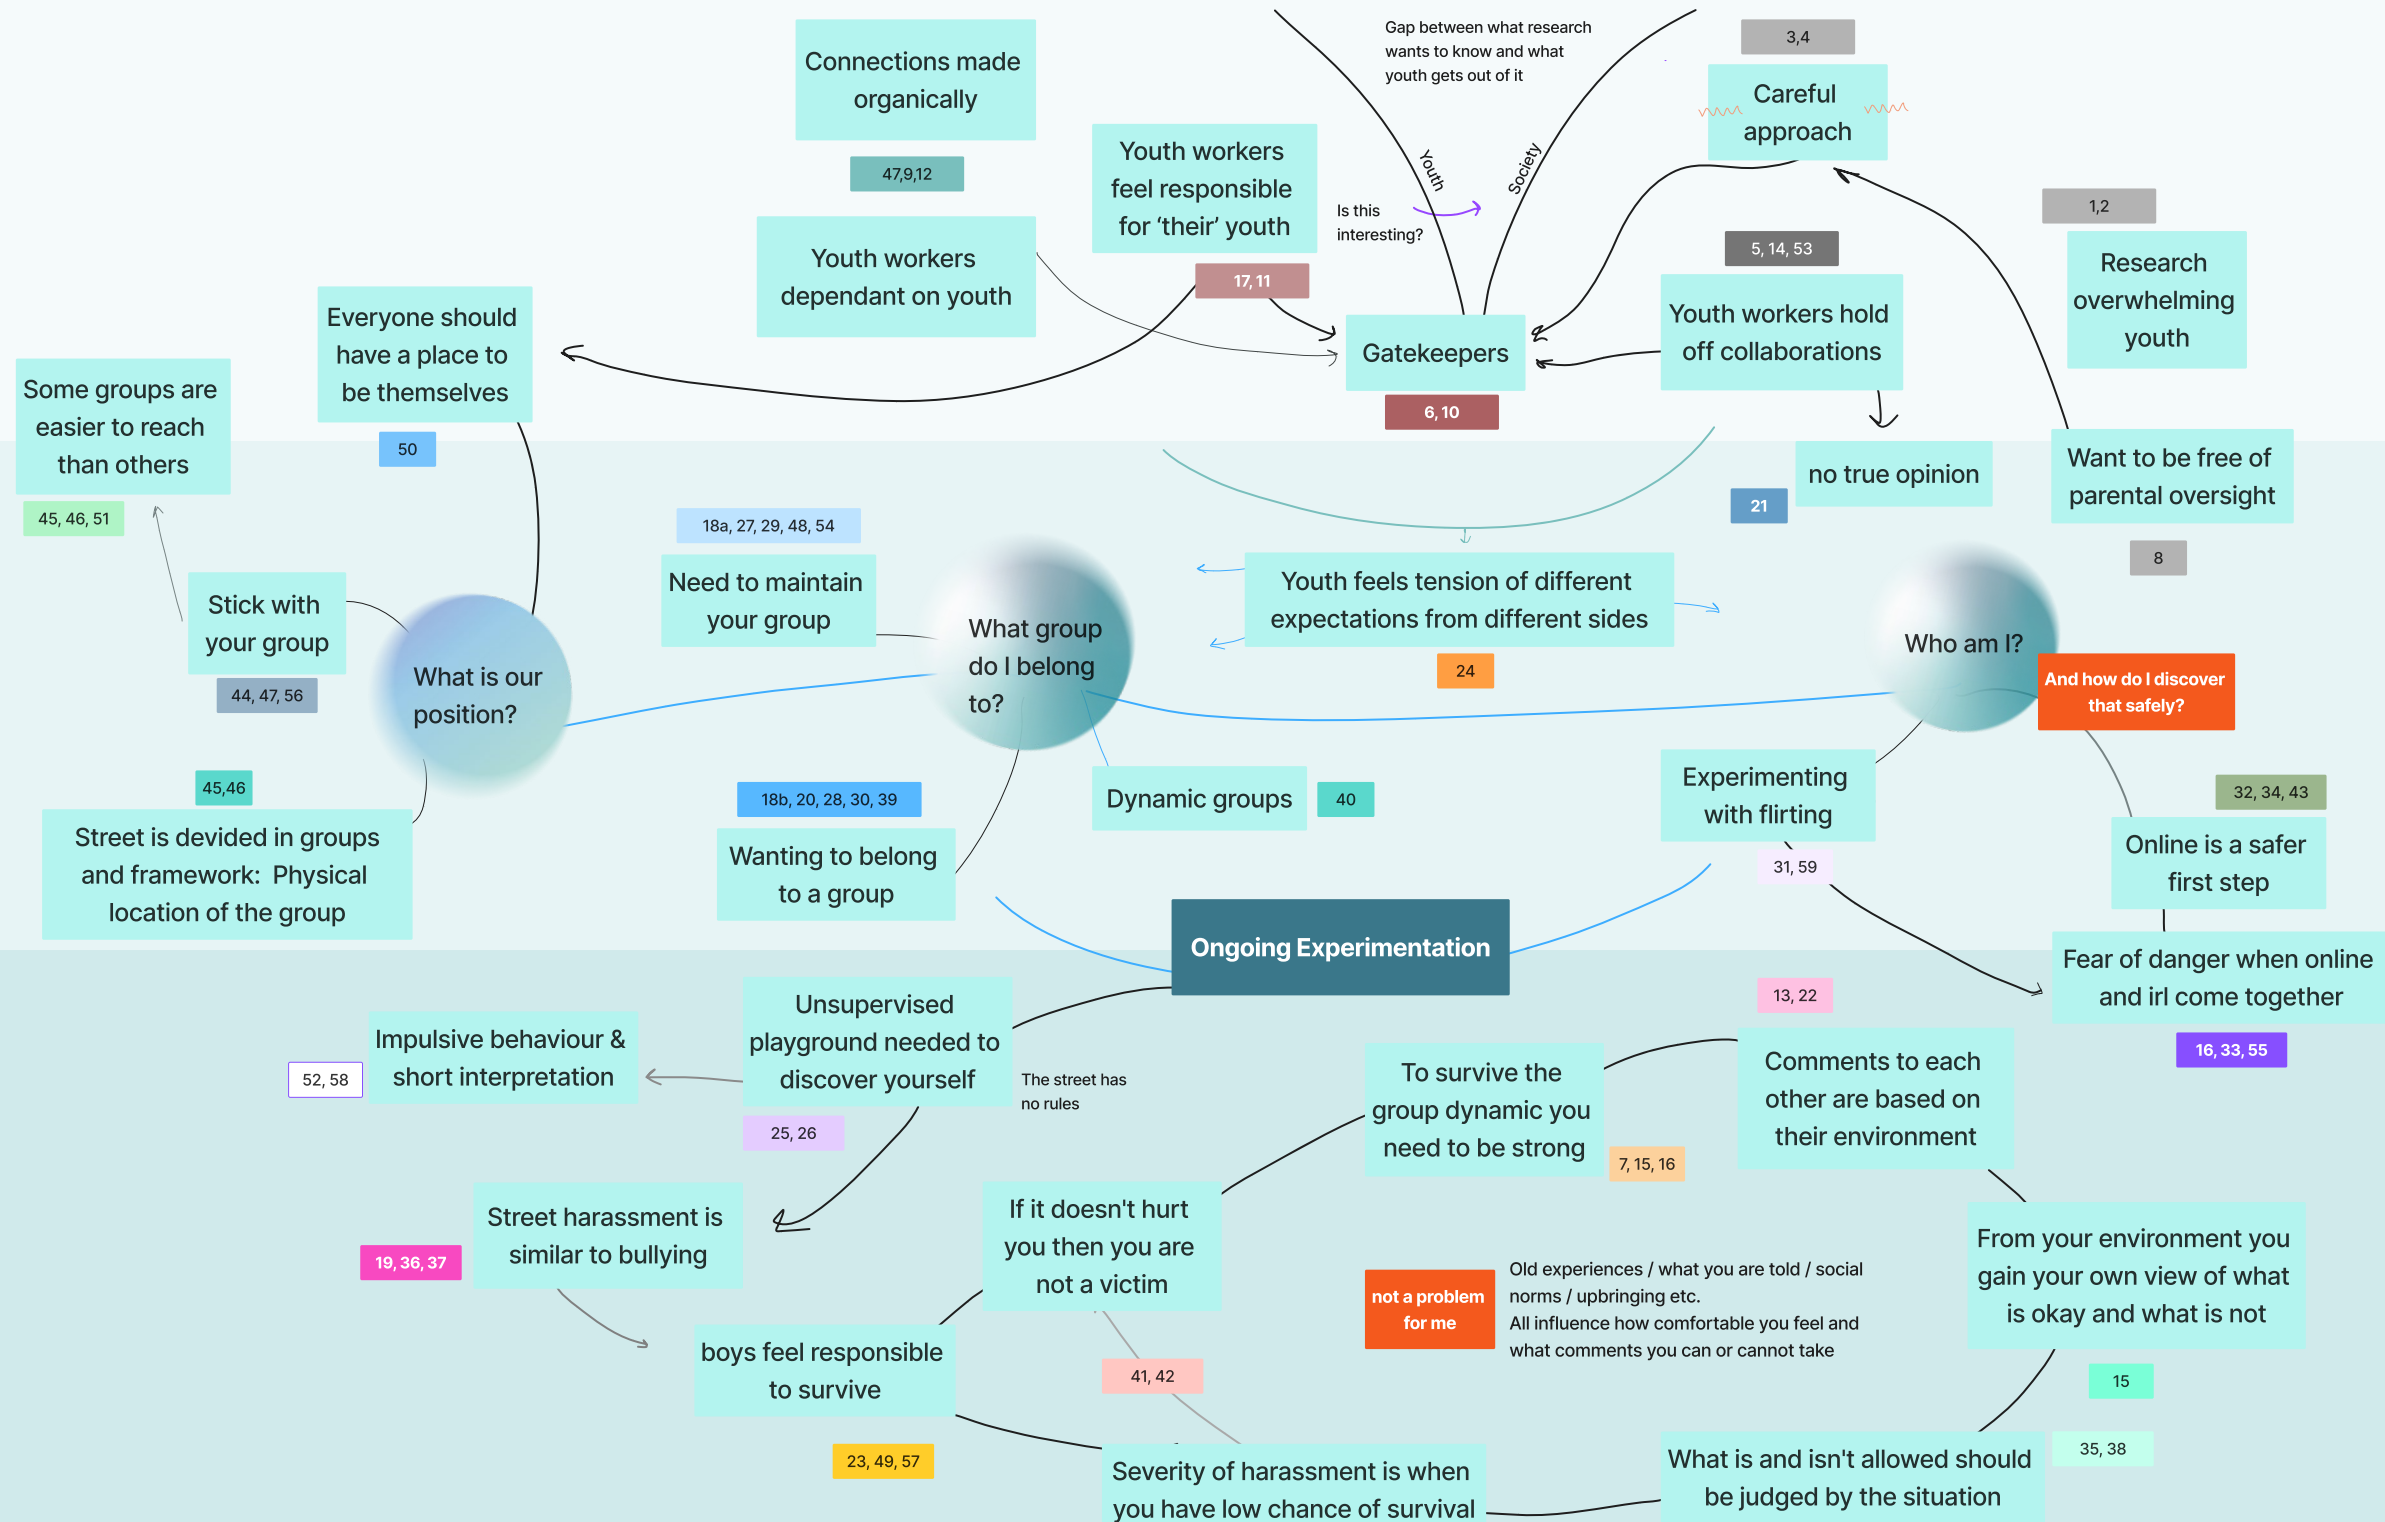 Connections made
organically
47,9,12
Youth workers
dependant on youth
Youth workers
feel responsible
for ‘their’ youth
17, 11
Gap between what research
wants to know and what
youth gets out of it
Youth
Society
Is this
interesting?
Gatekeepers
6, 10
3,4
Careful
approach
5, 14, 53
Youth workers hold
off collaborations
1,2
Research
overwhelming
youth
Everyone should
have a place to
be themselves
50
Some groups are
easier to reach
than others
45, 46, 51
Stick with
your group
44, 47, 56
What is our
position?
45,46
Street is devided in groups
and framework: Physical
location of the group
18a, 27, 29, 48, 54
Need to maintain
your group
What group
do I belong
to?
18b, 20, 28, 30, 39
Wanting to belong
to a group
Dynamic groups
40
Youth feels tension of different
expectations from different sides
24
no true opinion
21
Want to be free of
parental oversight
8
Who am I?
And how do I discover
that safely?
Experimenting
with flirting
31, 59
32, 34, 43
Online is a safer
first step
Fear of danger when online
and irl come together
16, 33, 55
Ongoing Experimentation
Unsupervised
playground needed to
discover yourself
The street has
no rules
25, 26
Impulsive behaviour &
short interpretation
52, 58
Street harassment is
similar to bullying
19, 36, 37
boys feel responsible
to survive
23, 49, 57
If it doesn't hurt
you then you are
not a victim
41, 42
To survive the
group dynamic you
need to be strong
7, 15, 16
13, 22
Comments to each
other are based on
their environment
From your environment you
gain your own view of what
is okay and what is not
15
not a problem
for me
Old experiences / what you are told / social
norms / upbringing etc.
All influence how comfortable you feel and
what comments you can or cannot take
35, 38
What is and isn't allowed should
be judged by the situation
Severity of harassment is when
you have low chance of survival